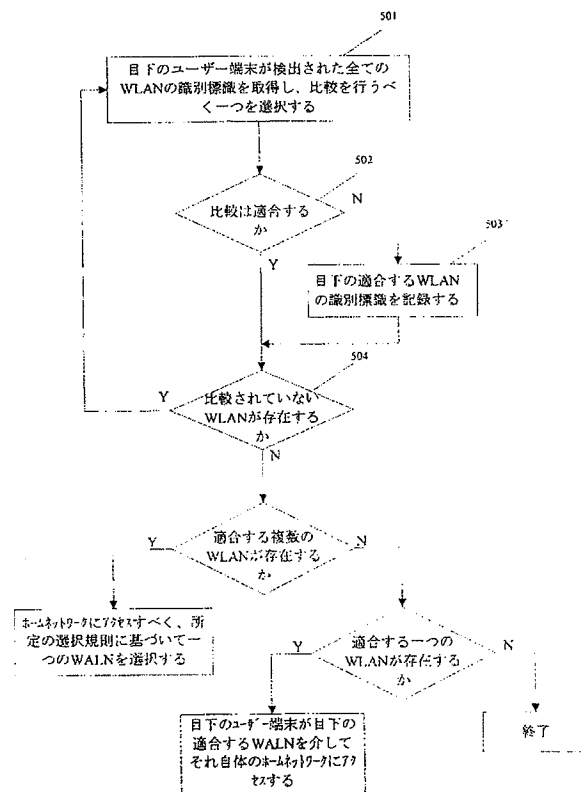 501
目下のユーザー端末が検出された全ての
WLANの識別標識を取得し、比較を行うべ
く一つを選択する
502
比較は適合する
か
N
Y
503
目下の適合するWLAN
の識別標識を記録する
504
Y
比較されていない
WLANが存在する
か
N
Y
適合する複数の
WLANが存在する
か
N
ホームネットワークにアクセスすべく、所
定の選択規則に基づいて一
つのWALNを選択する
Y
適合する一つの
WLANが存在する
か
N
目下のユーザー端末が目下の
適合するWALNを介して
それ自体のホームネットワークにアク
セスする
終了